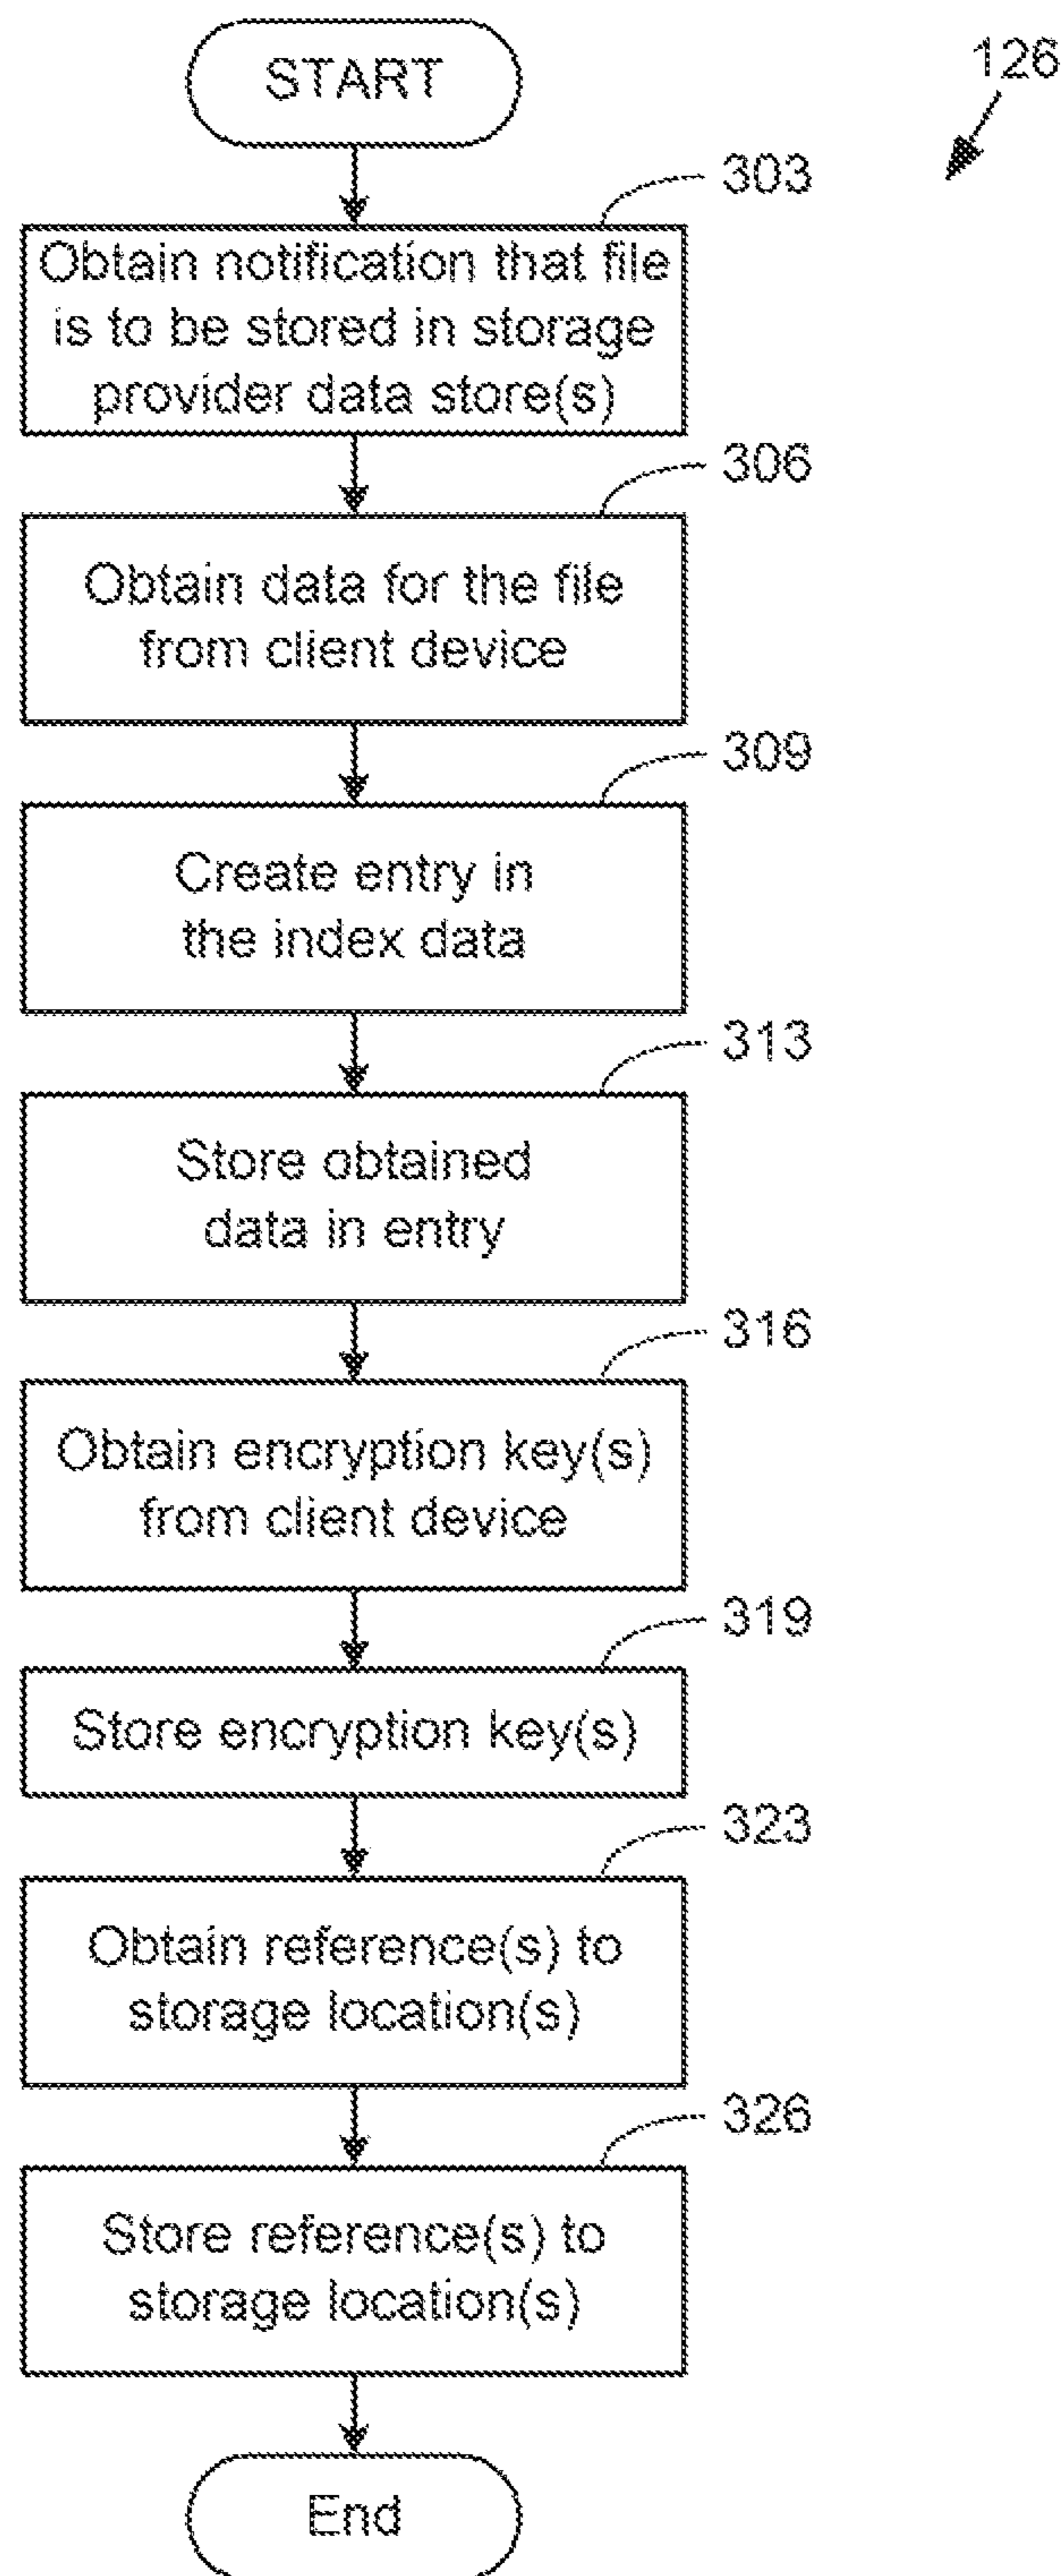 START
126
303
Obtain notification that file
is to be stored in storage
provider data store(s)
306
Obtain data for the file
from client device
309
Create entry in
the index data
313
Store obtained
data in entry
316
Obtain encryption key(s)
from client device
319
Store encryption key(s)
323
Obtain reference(s) to
storage location(s)
326
Store reference(s) to
storage location(s)
End